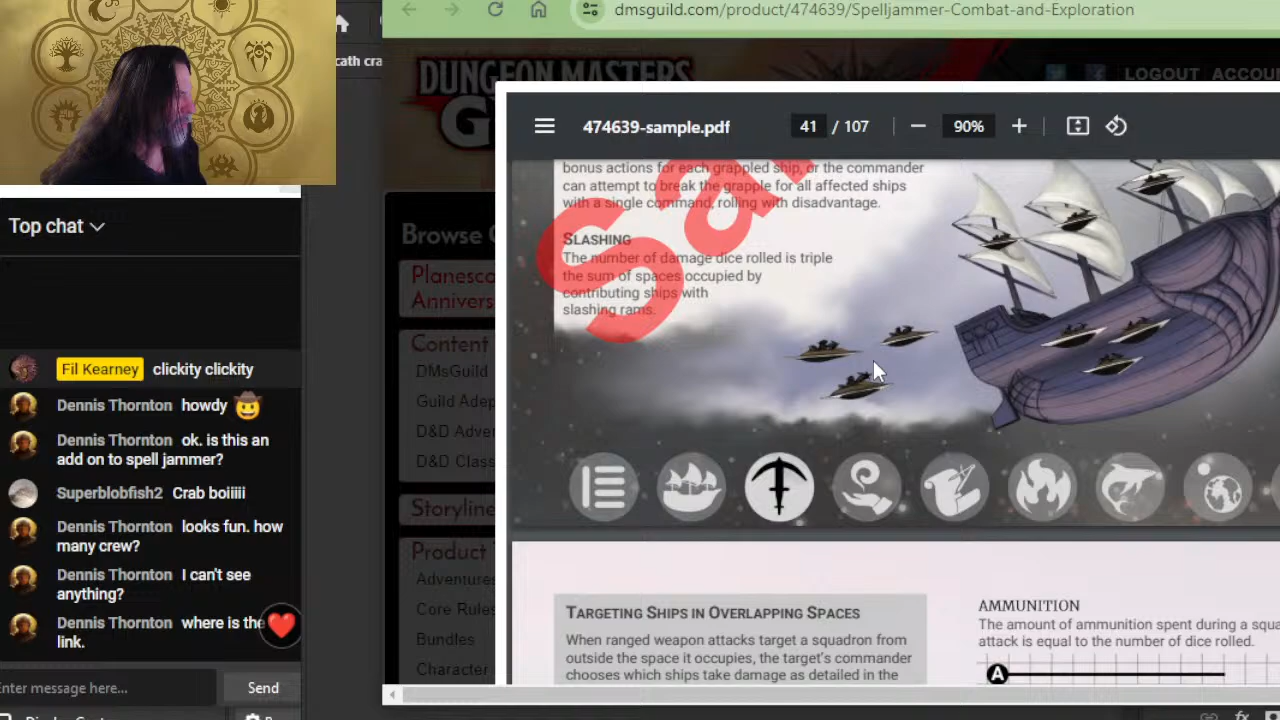 cath cra
dmsguild.com/product/474639/Spelljammer-Combat-and-Exploration
DUNGEON MASTERS
G
LOGOUT ACCOU
Browse
Planesca
Annivers
Content
DMsGuild
Guild Adep
D&D Adve
D&D Class
Storyline
Product
Adventures
Core Rules
Bundles
Character
474639-sample.pdf
41 / 107
90%
bonus actions for each grappled ship, or the commander
can attempt to break the grapple for all affected ships
with a single command, rolling with disadvantage.
SLASHING
The number of damage dice rolled is triple
the sum of spaces occupied by
contributing ships with
slashing rams.
Sa
TARGETING SHIPS IN OVERLAPPING SPACES
When ranged weapon attacks target a squadron from
outside the space it occupies, the target's commander
chooses which ships take damage as detailed in the
AMMUNITION
The amount of ammunition spent during a squa
attack is equal to the number of dice rolled.
A
Top chat
Fil Kearney clickity clickity
Dennis Thornton howdy 🤠
Dennis Thornton ok. is this an
add on to spell jammer?
Superblobfish2 Crab boiiiii
Dennis Thornton looks fun. how
many crew?
Dennis Thornton I can't see
anything?
Dennis Thornton where is the
link.
Enter message here...
Send